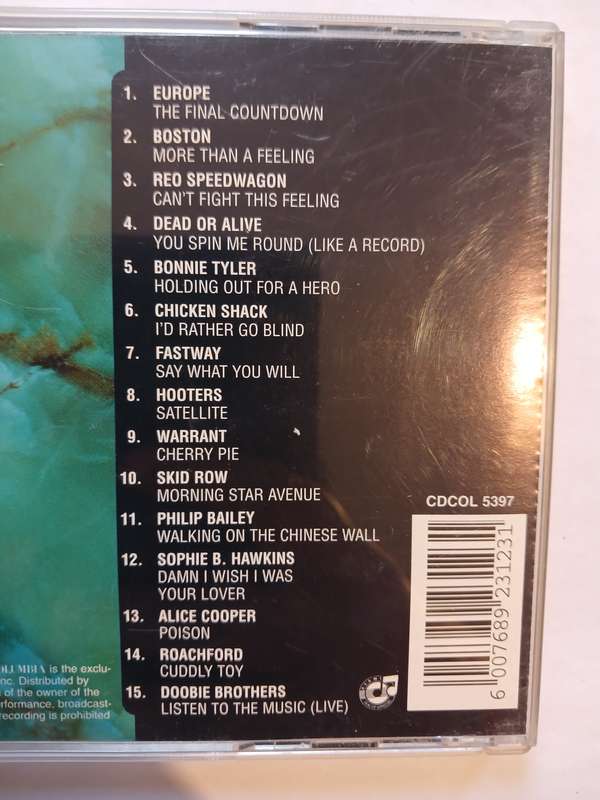 1. EUROPE
THE FINAL COUNTDOWN
2. BOSTON
MORE THAN A FEELING
3. REO SPEEDWAGON
CAN'T FIGHT THIS FEELING
4. DEAD OR ALIVE
YOU SPIN ME ROUND (LIKE A RECORD)
5. BONNIE TYLER
HOLDING OUT FOR A HERO
6. CHICKEN SHACK
I'D RATHER GO BLIND
7. FASTWAY
SAY WHAT YOU WILL
8. HOOTERS
SATELLITE
9. WARRANT
CHERRY PIE
10. SKID ROW
MORNING STAR AVENUE
11. PHILIP BAILEY
WALKING ON THE CHINESE WALL
12. SOPHIE B. HAWKINS
DAMN I WISH I WAS
YOUR LOVER
13. ALICE COOPER
POISON
14. ROACHFORD
CUDDLY TOY
15. DOOBIE BROTHERS
LISTEN TO THE MUSIC (LIVE)
CDCOL 5397
6 007689 231231
is the exclu-
nc. Distributed by
of the owner of the
rformance, broadcast-
recording is prohibited